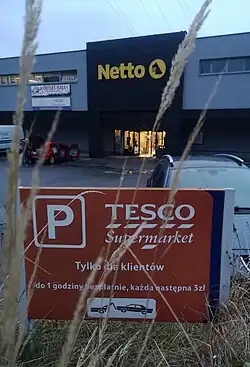 Netto
P
TESCO
Supermarket
Tylko dla klientów
do 1 godziny bezpłatnie, każda następna 3zł